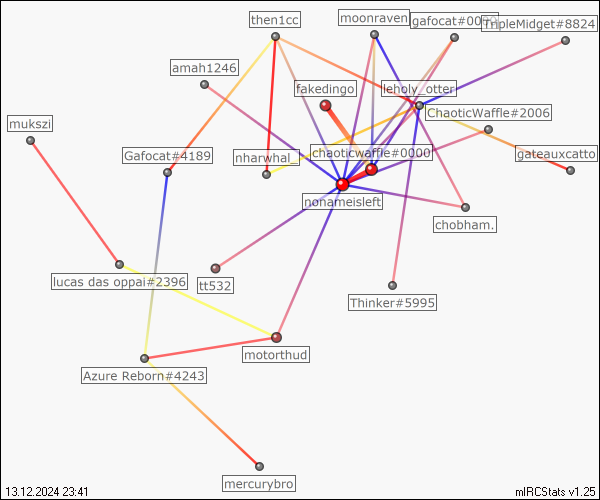 then1cc
moonraven
gafocat#00
TripleMidget#8824
amah1246
fakedingo
leholy_otter
ChaoticWaffle#2006
mukszi
Gafocat#4189
nharwhal_
chaoticwaffle#0000
gateauxcatto
nonameisleft
chobham.
lucas das oppai#2396
tt532
Thinker#5995
motorthud
Azure Reborn#4243
mercurybro
13.12.2024 23:41
mIRCStats v1.25